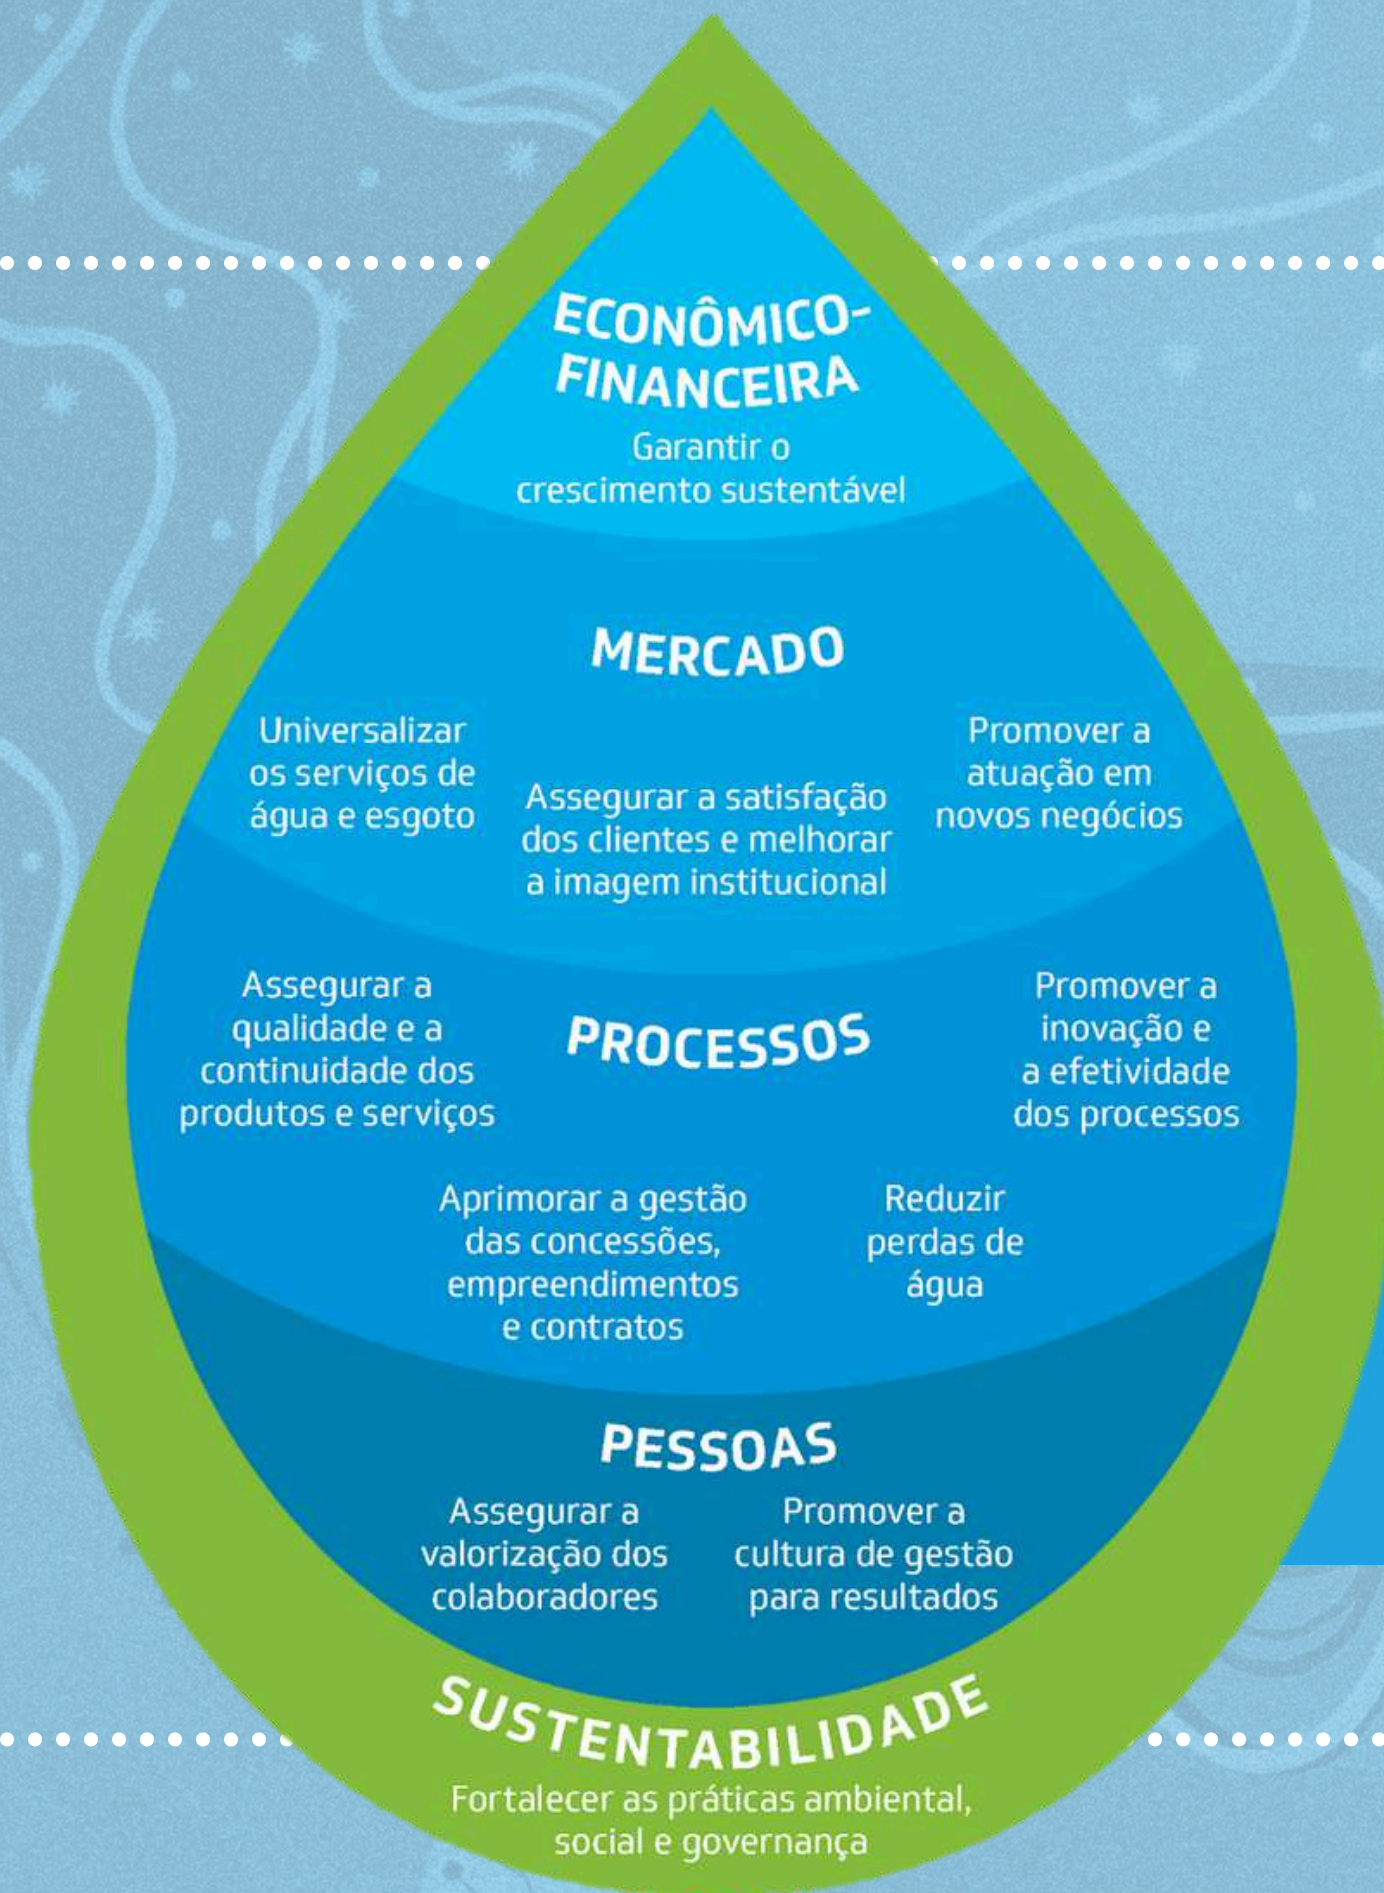 ECONÔMICO-
FINANCEIRA
Garantir o
crescimento sustentável
MERCADO
Universalizar
os serviços de
água e esgoto
Assegurar a satisfação
dos clientes e melhorar
a imagem institucional
Promover a
atuação em
novos negócios
PROCESSOS
Assegurar a
qualidade e a
continuidade dos
produtos e serviços
Promover a
inovação e
a efetividade
dos processos
Aprimorar a gestão
das concessões,
empreendimentos
e contratos
Reduzir
perdas de
água
PESSOAS
Assegurar a
valorização dos
colaboradores
Promover a
cultura de gestão
para resultados
SUSTENTABILIDADE
Fortalecer as práticas ambiental,
social e governança